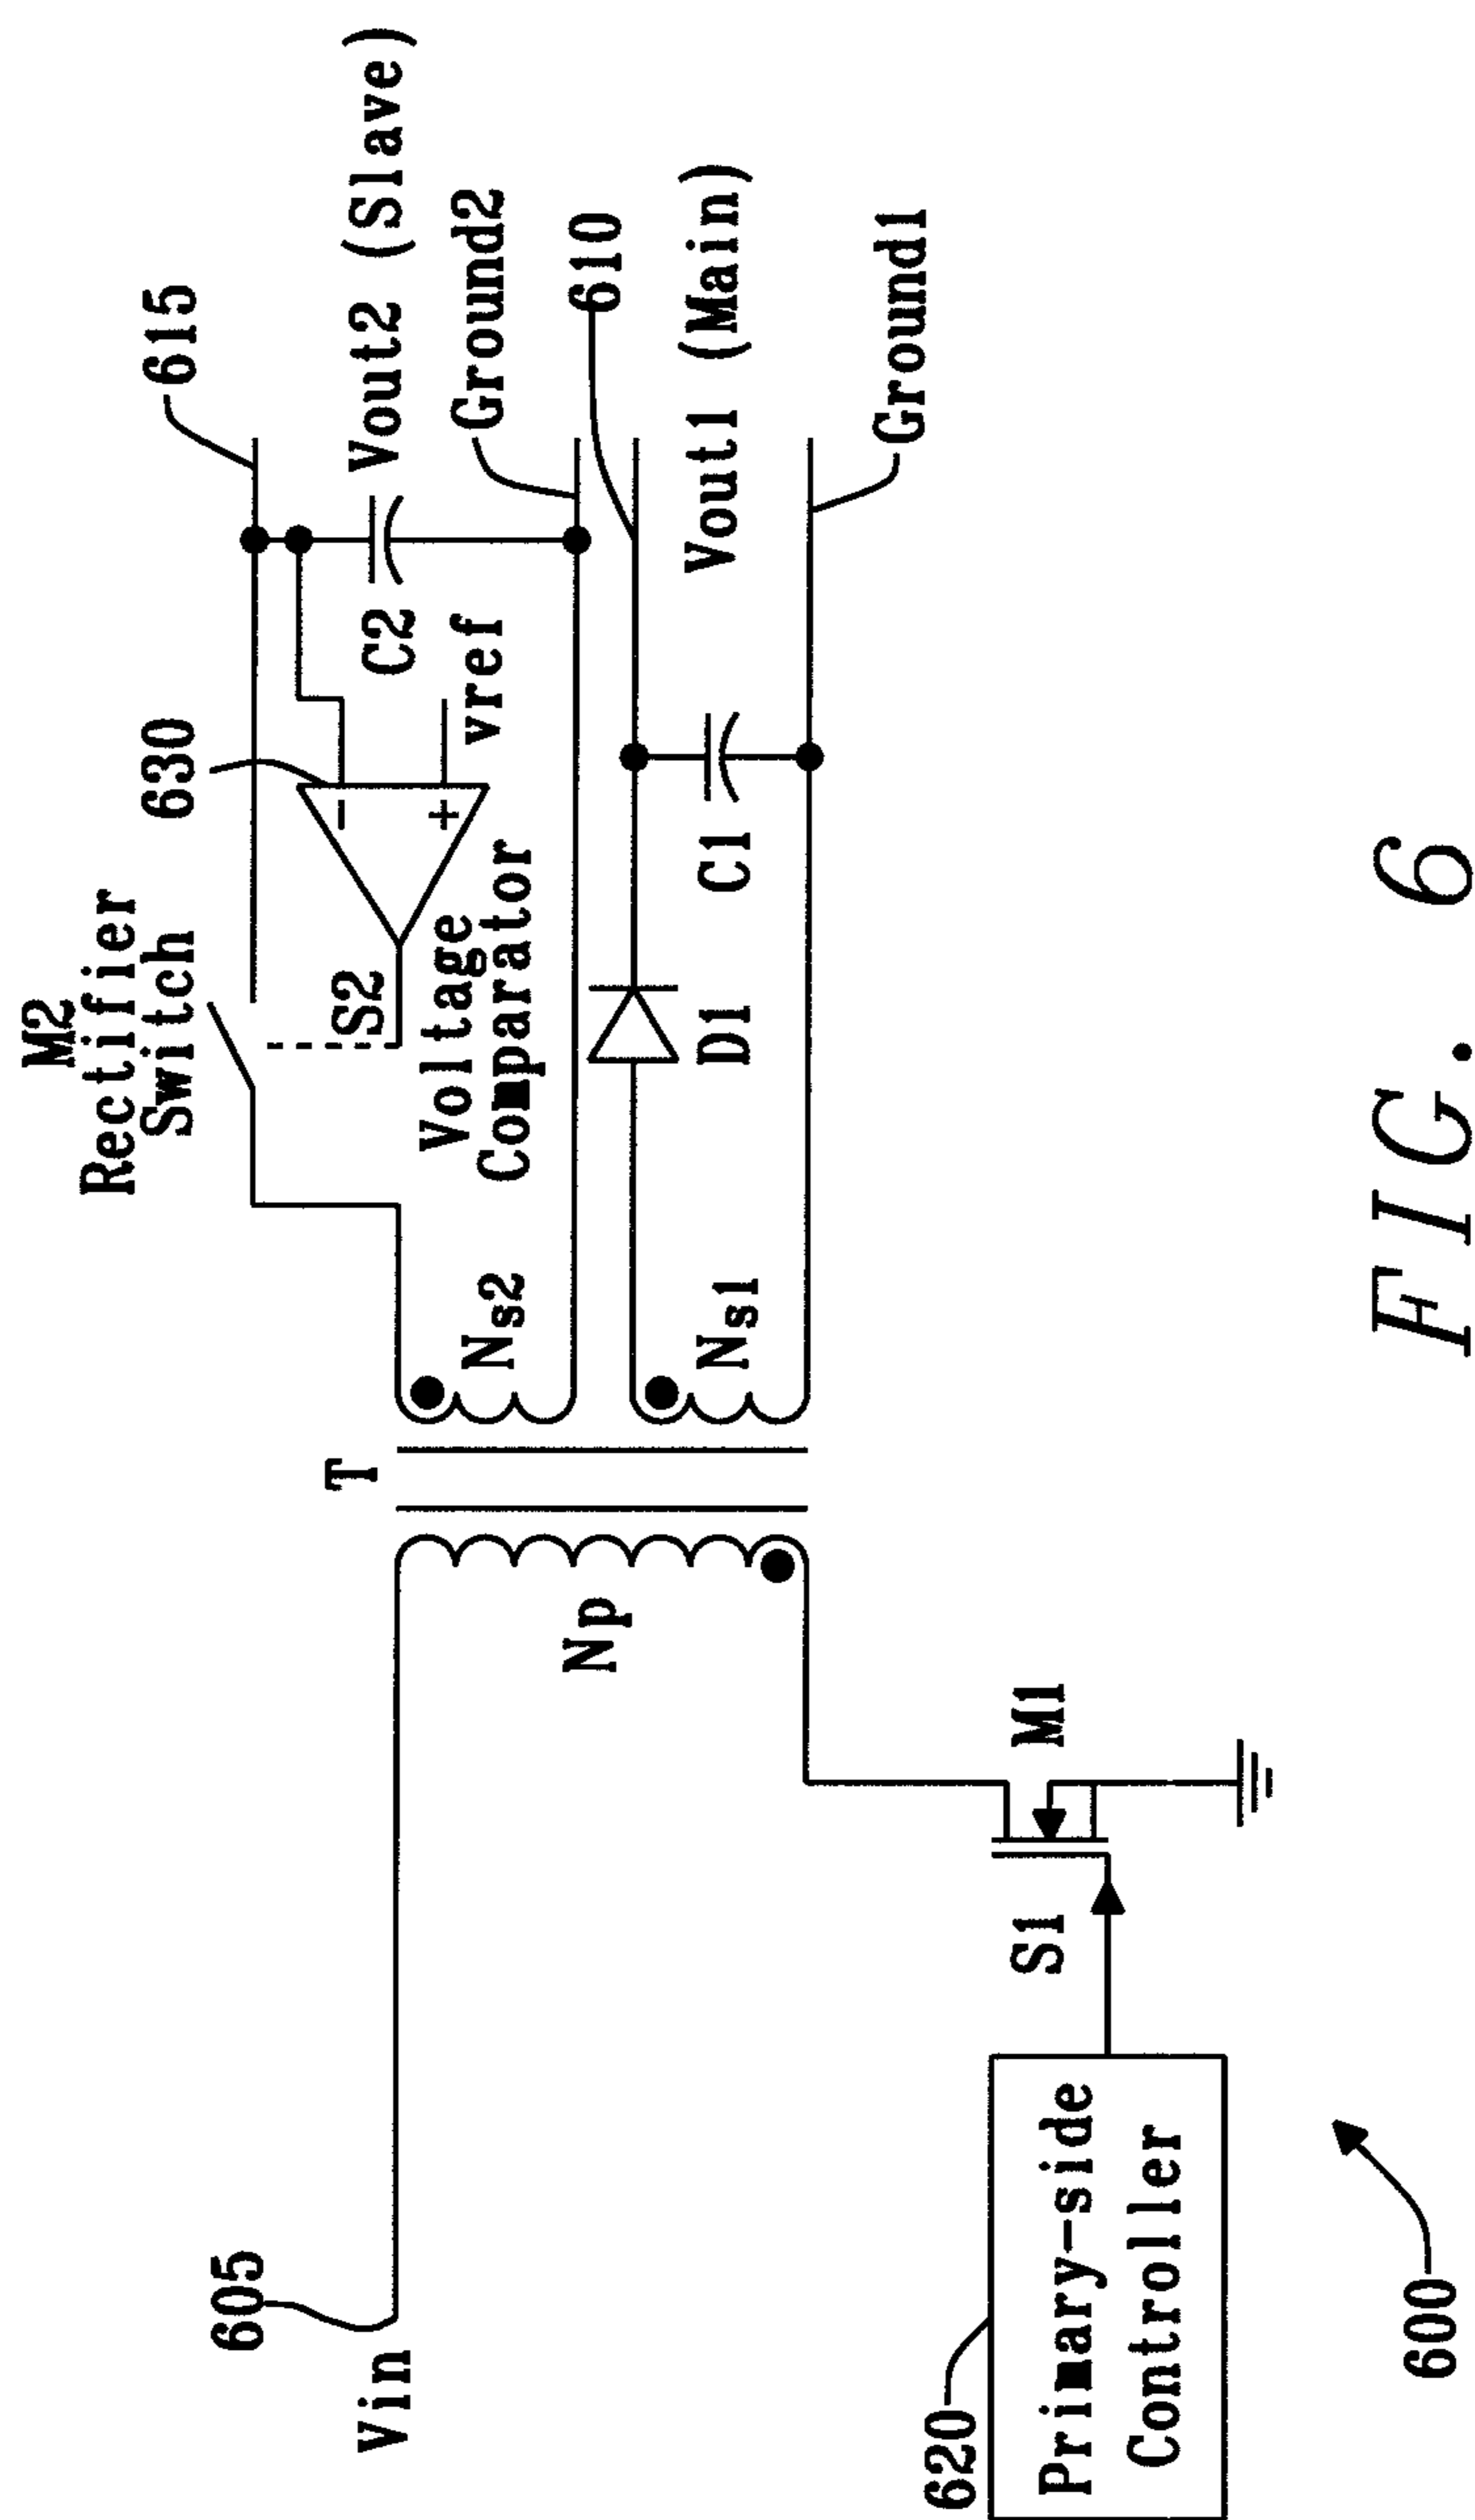 M2
Rectifier
Switch
630
615
S2
Voltage
Comparator
vref
C2
Vout2 (Slave)
Ground2
610
605
Vin
T
Np
Ns2
Ns1
D1
C1
Vout1 (Main)
Ground1
620
Primary-side
Controller
S1
M1
600
FIG. 6